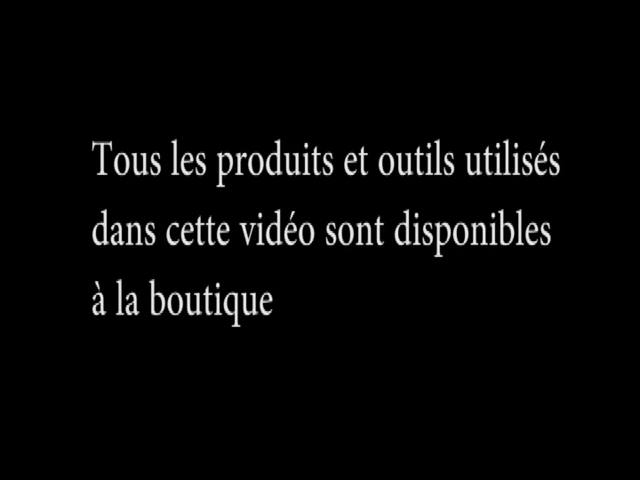 Tous les produits et outils utilisés
dans cette vidéo sont disponibles
à la boutique